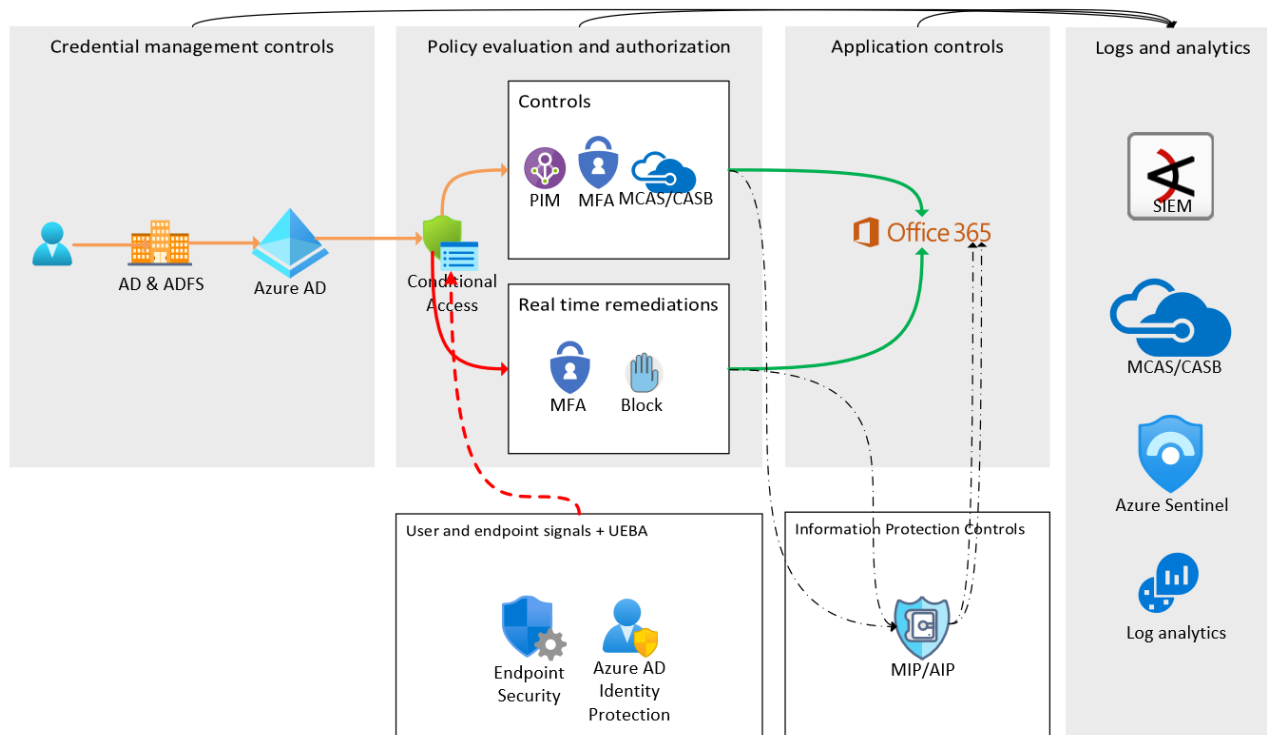 Credential management controls
Policy evaluation and authorization
Application controls
Logs and analytics
Controls
PIM
MFA
MCAS/CASB
SIEM
AD & ADFS
Azure AD
Conditional
Access
Office 365
Real time remediations
MFA
Block
MCAS/CASB
Azure Sentinel
User and endpoint signals + UEBA
Information Protection Controls
Endpoint
Security
Azure AD
Identity
Protection
MIP/AIP
Log analytics